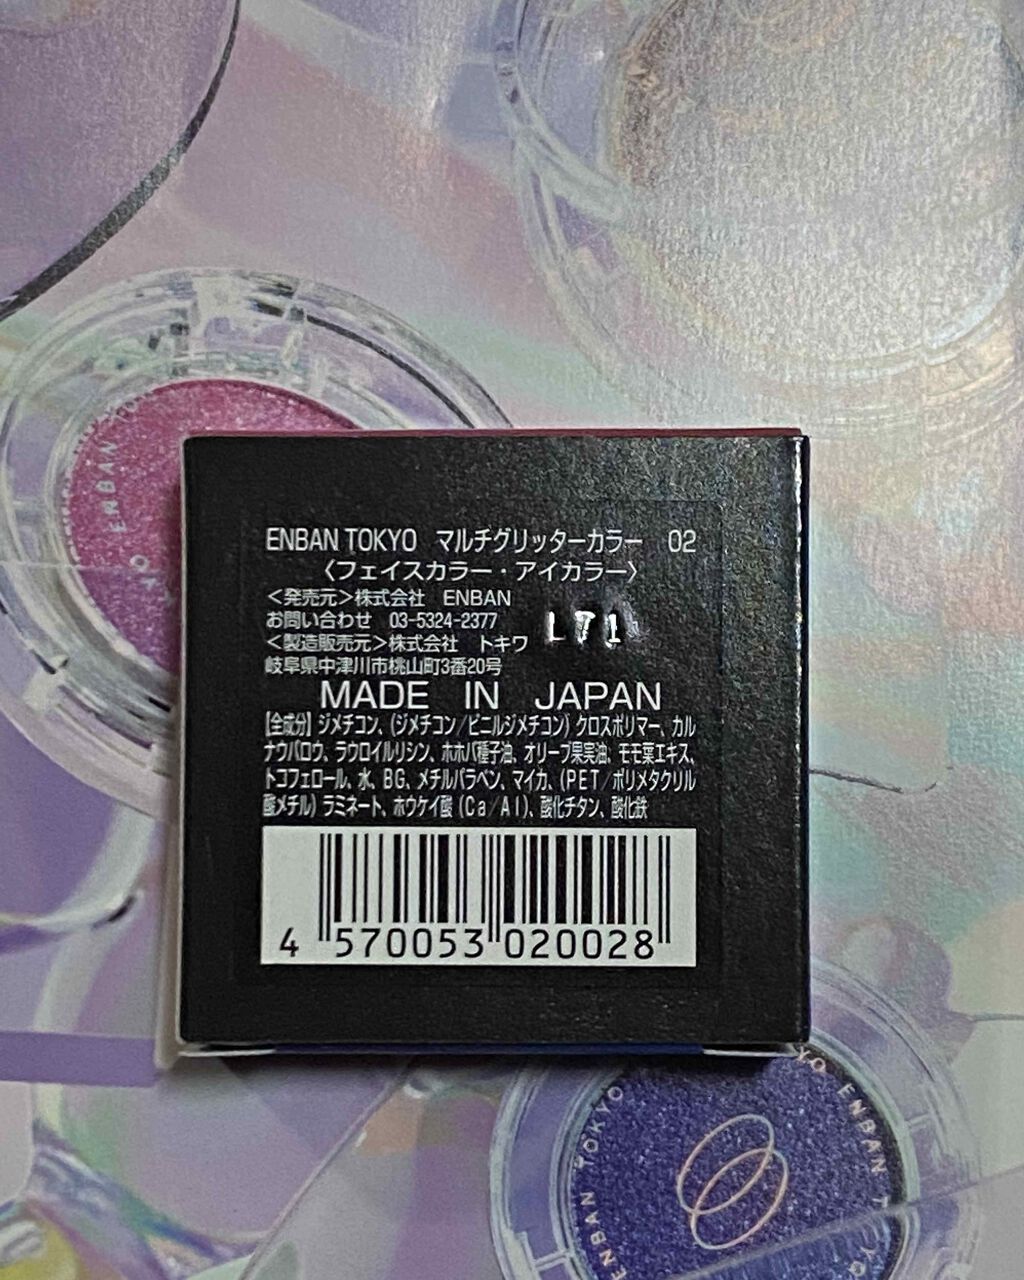 ENBAN TOKYO マルチグリッターカラー 02
〈フェイスカラー・アイカラー〉
＜発売元＞株式会社 ENBAN
お問い合わせ 03-5324-2377
＜製造販売元＞株式会社 トキワ
L71
岐阜県中津川市桃山町3番20号
MADE IN JAPAN
【全成分】ジメチコン、(ジメチコン/ビニルジメチコン)クロスポリマー、カル
ナウバロウ、ラウロイルリシン、ホホバ種子油、オリーブ果実油、モモ葉エキス、
トコフェロール、水、BG、メチルパラベン、マイカ、(PET/ポリメタクリル
酸メチル)ラミネート、ホウケイ酸(Ca/Al)、酸化チタン、酸化鉄
4 570053 020028
ENBAN
ENBAN TOKYO
ENBAN